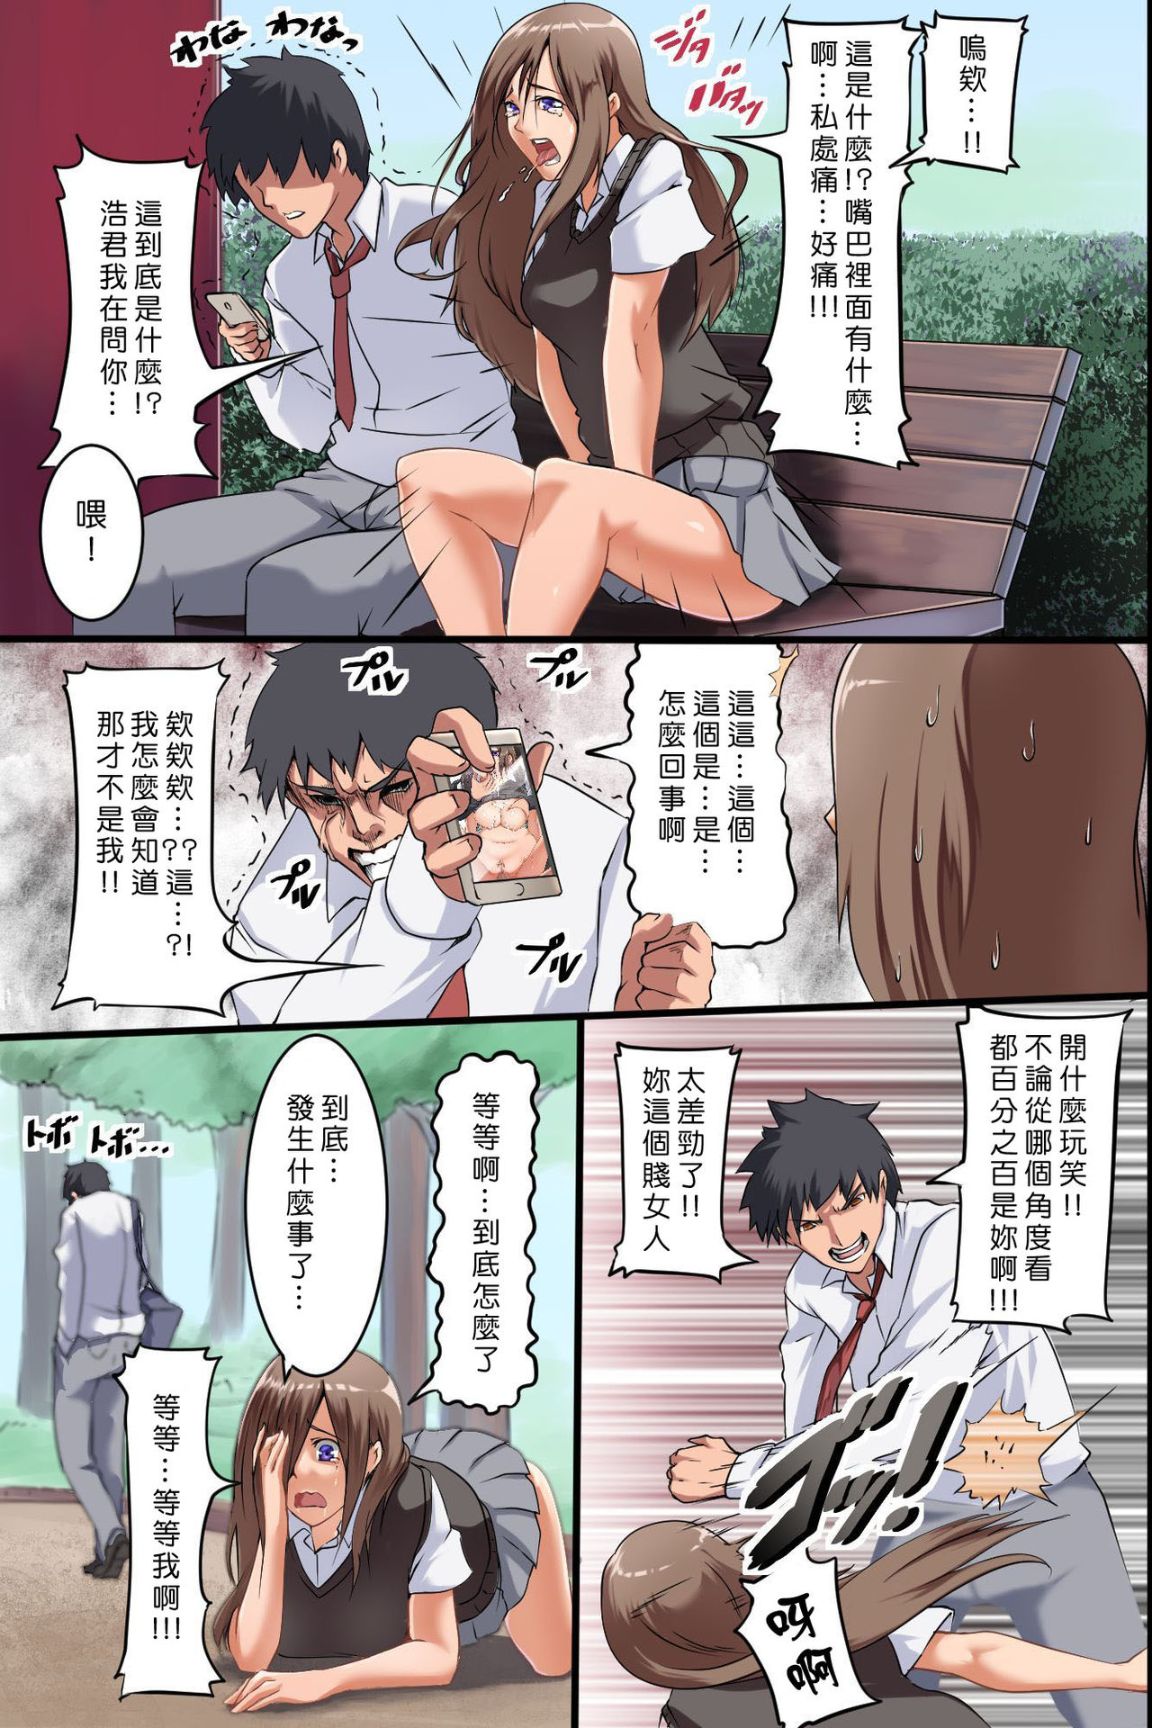 嗚欸…!!
這是什麼!?嘴巴裡面有什麼…
啊…私處痛…好痛!!!
ジタ
バタッ
わな わなっ
這到底是什麼!?
浩君我在問你…
喂!
這這…這個…
這個是…是…
怎麼回事啊
プル
プル
プル
プル
欸欸欸…??這…?!
我怎麼會知道
那才不是我!!
開什麼玩笑!!
不論從哪個角度看
都百分之百是妳啊!!!
太差勁了!!
妳這個賤女人
ズッ!
呀啊
等等啊…到底怎麼了
到底…
發生什麼事了…
トボ トボ…
等等…等等我啊!!!